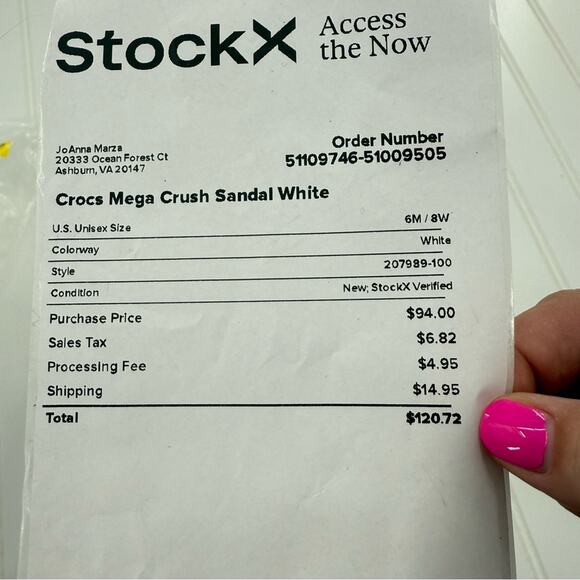 StockX Access
the Now
JoAnna Marza
20333 Ocean Forest Ct
Ashburn, VA 20147
Order Number
51109746-51009505
Crocs Mega Crush Sandal White
U.S. Unisex Size 6M / 8W
Colorway White
Style 207989-100
Condition New; StockX Verified
Purchase Price $94.00
Sales Tax $6.82
Processing Fee $4.95
Shipping $14.95
Total $120.72